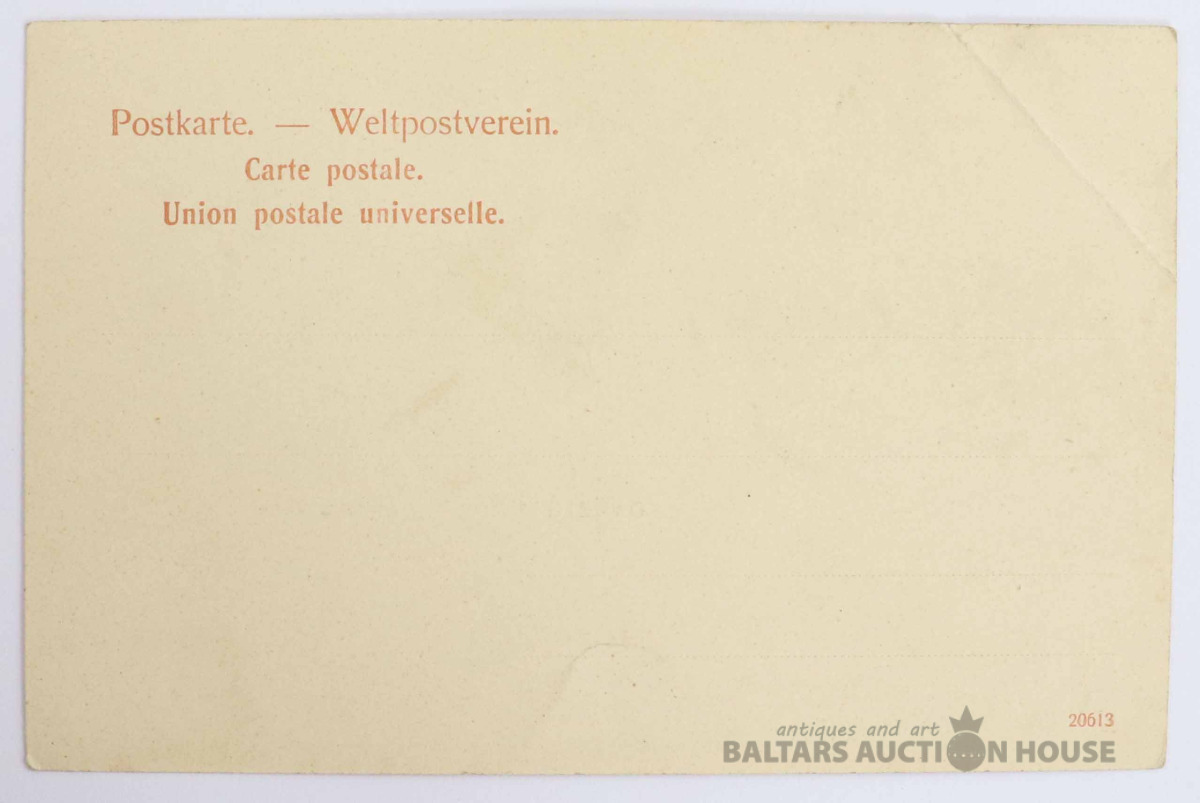 Postkarte. — Weltpostverein.
Carte postale.
Union postale universelle.
20613
antiques and art
BALTARS AUCTION HOUSE